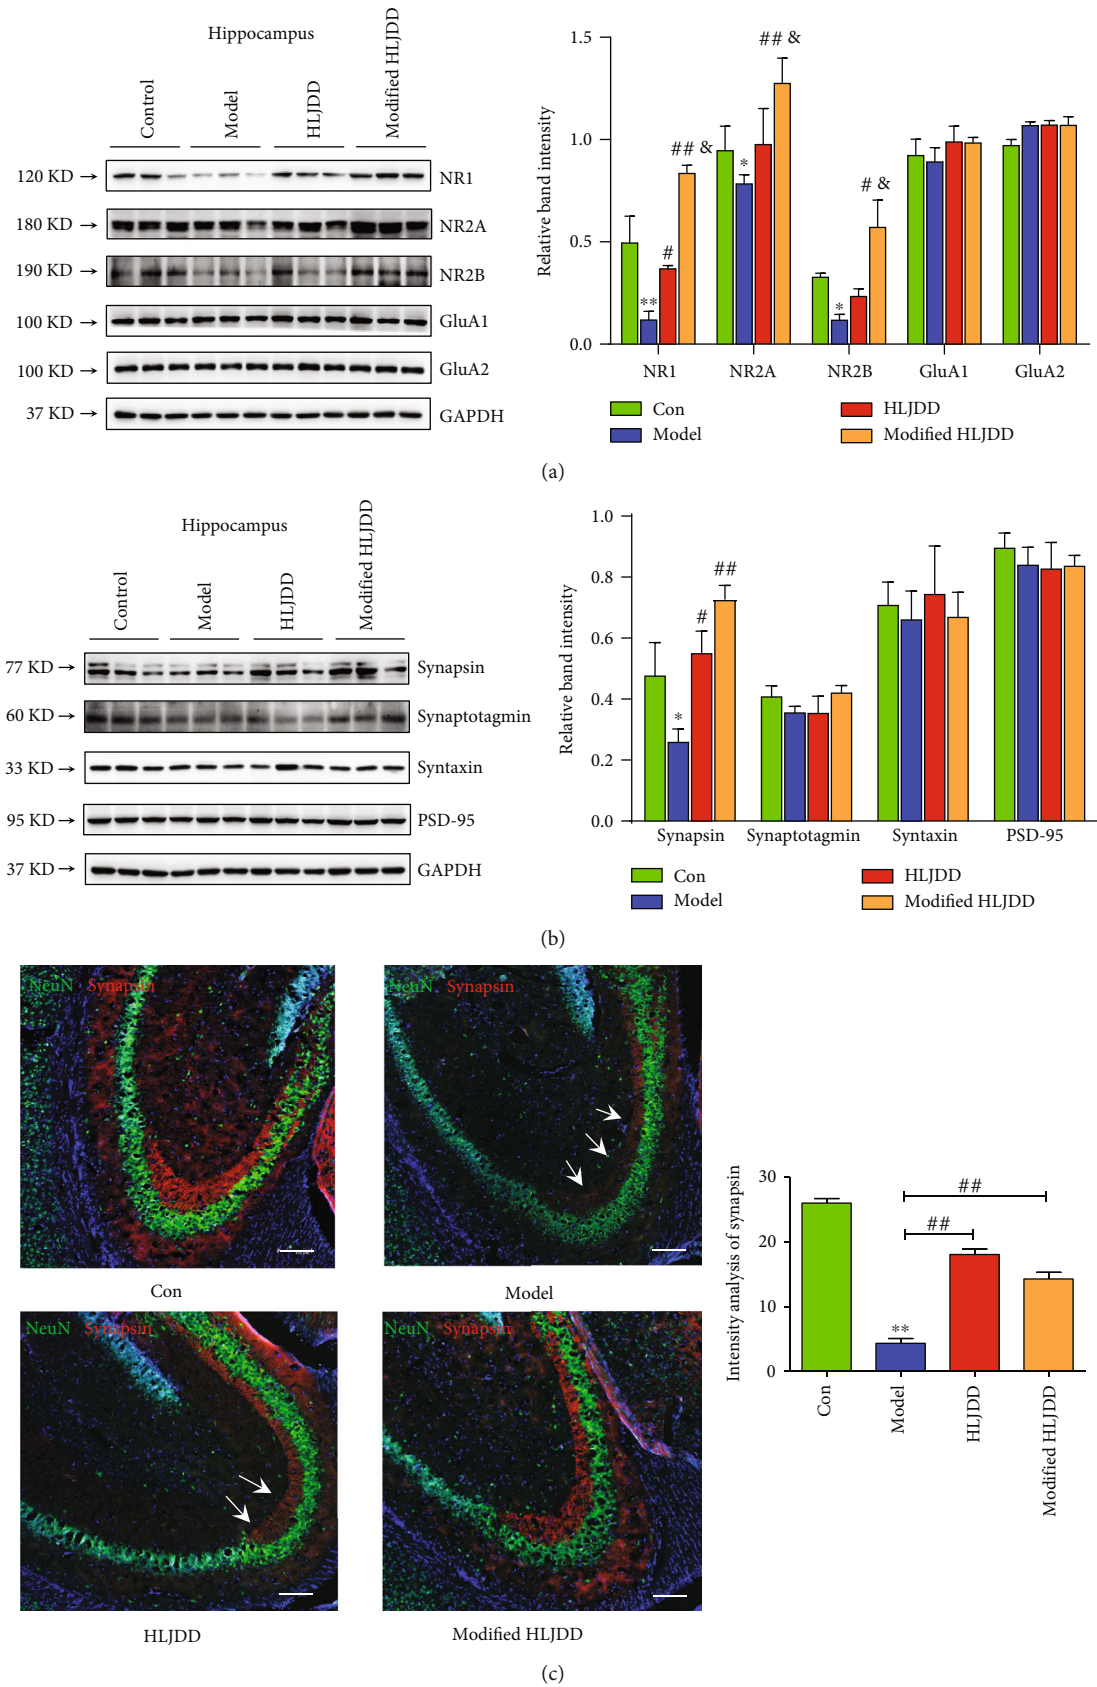 Hippocampus
Control
Model
HLJDD
Modified HLJDD
120 KD → NR1
180 KD → NR2A
190 KD → NR2B
100 KD → GluA1
100 KD → GluA2
37 KD → GAPDH
Relative band intensity
1.5
1.0
0.5
0.0
** # ## &
* ## &
* # &
NR1 NR2A NR2B GluA1 GluA2
Con HLJDD
Model Modified HLJDD
(a)
Hippocampus
Control
Model
HLJDD
Modified HLJDD
77 KD → Synapsin
60 KD → Synaptotagmin
33 KD → Syntaxin
95 KD → PSD-95
37 KD → GAPDH
Relative band intensity
1.0
0.8
0.6
0.4
0.2
0.0
* # ##
Synapsin Synaptotagmin Syntaxin PSD-95
Con HLJDD
Model Modified HLJDD
(b)
NeuN Synapsin
Con
NeuN Synapsin
Model
NeuN Synapsin
HLJDD
NeuN Synapsin
Modified HLJDD
Intensity analysis of synapsin
30
20
10
0
##
##
**
Con
Model
HLJDD
Modified HLJDD
(c)